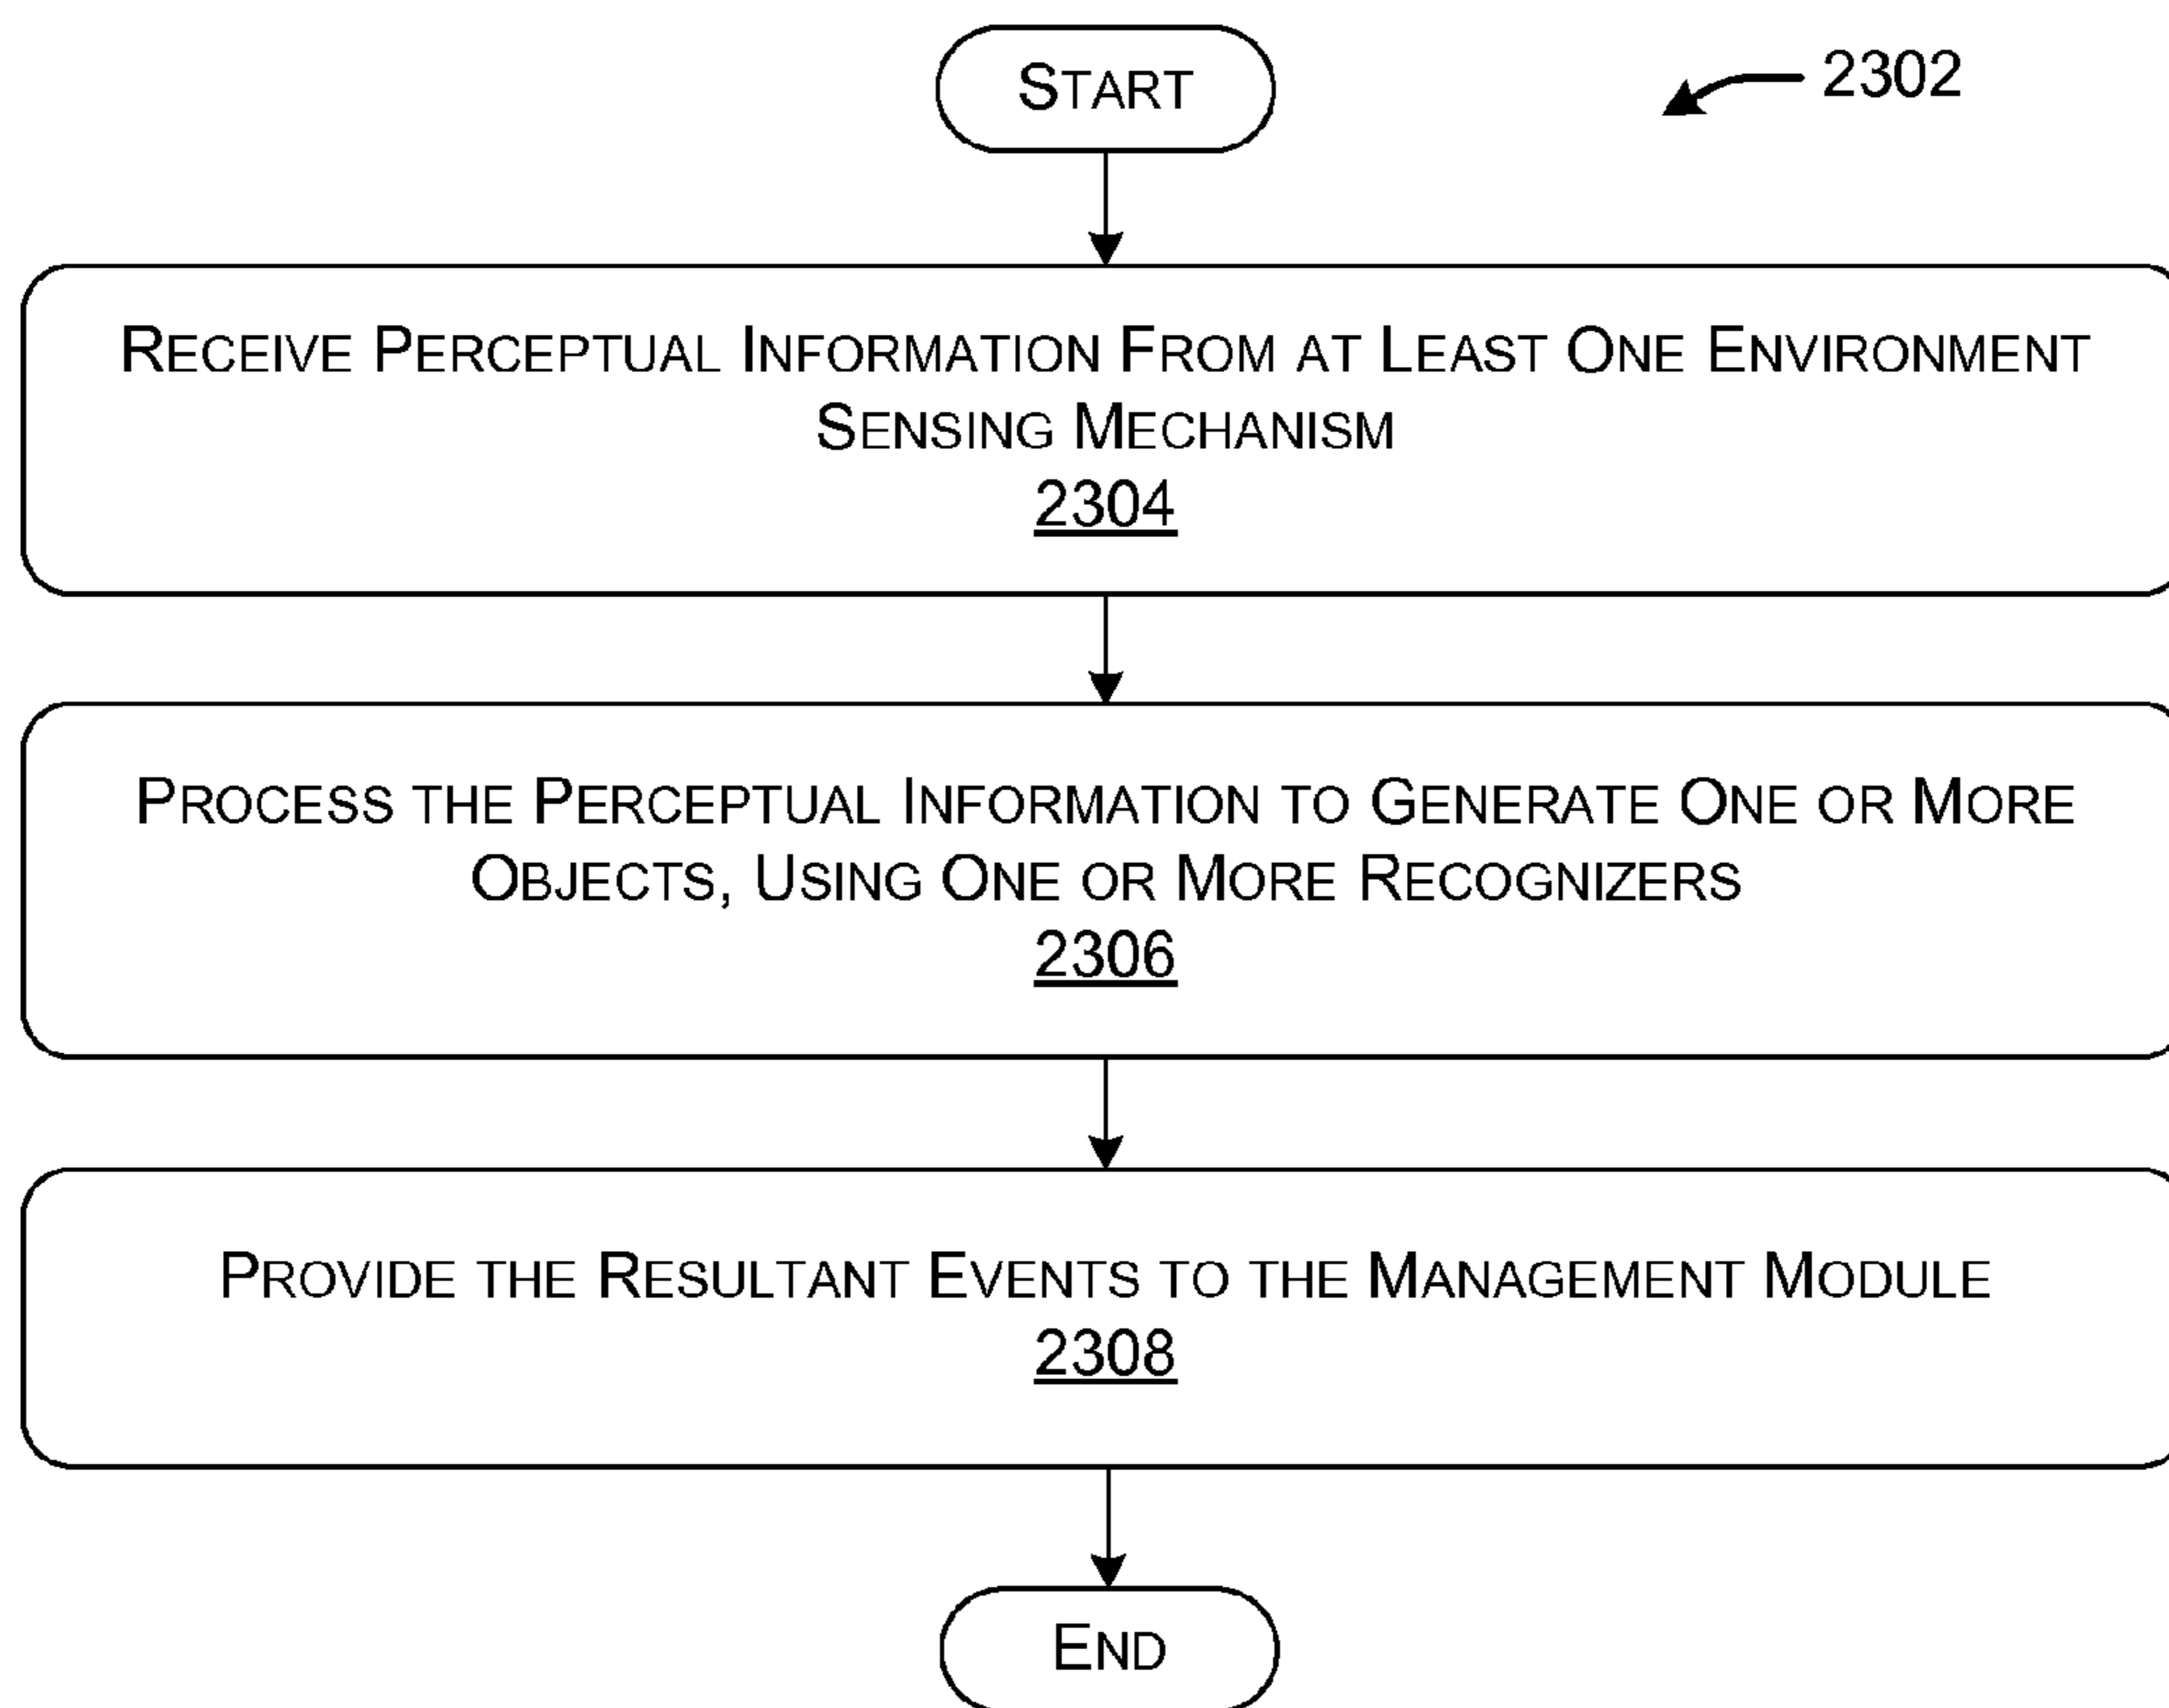 START
2302
RECEIVE PERCEPTUAL INFORMATION FROM AT LEAST ONE ENVIRONMENT
SENSING MECHANISM
2304
PROCESS THE PERCEPTUAL INFORMATION TO GENERATE ONE OR MORE
OBJECTS, USING ONE OR MORE RECOGNIZERS
2306
PROVIDE THE RESULTANT EVENTS TO THE MANAGEMENT MODULE
2308
END